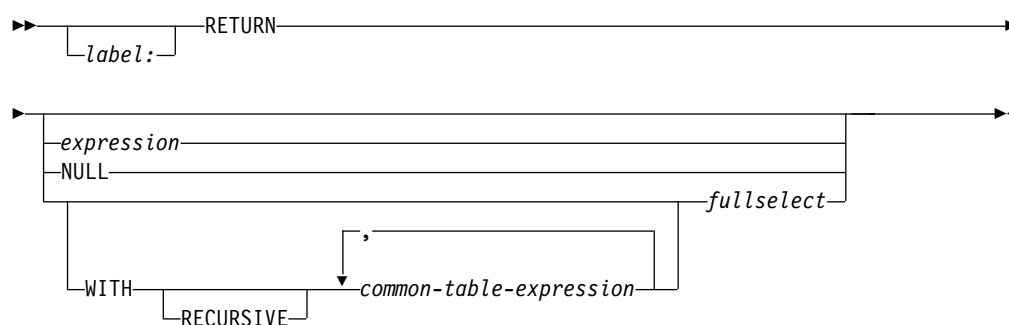 RETURN
label:
expression
NULL
fullselect
,
WITH common-table-expression
RECURSIVE